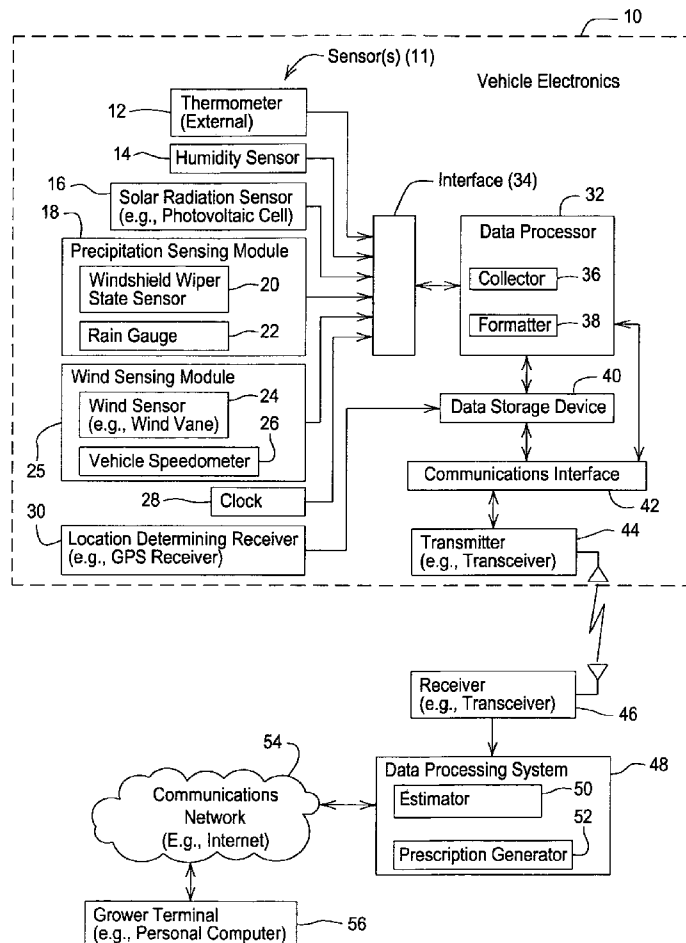 10
Sensor(s) (11)
Vehicle Electronics
12
Thermometer
(External)
14
Humidity Sensor
16
Solar Radiation Sensor
(e.g., Photovoltaic Cell)
Interface (34)
32
18
Precipitation Sensing Module
Windshield Wiper
State Sensor
20
Rain Gauge
22
Data Processor
Collector
36
Formatter
38
Wind Sensing Module
24
Wind Sensor
(e.g., Wind Vane)
26
Vehicle Speedometer
25
40
Data Storage Device
28
Clock
Communications Interface
42
30
Location Determining Receiver
(e.g., GPS Receiver)
Transmitter
(e.g., Transceiver)
44
Receiver
(e.g., Transceiver)
46
54
Communications
Network
(E.g., Internet)
Data Processing System
48
Estimator
50
52
Prescription Generator
Grower Terminal
(e.g., Personal Computer)
56